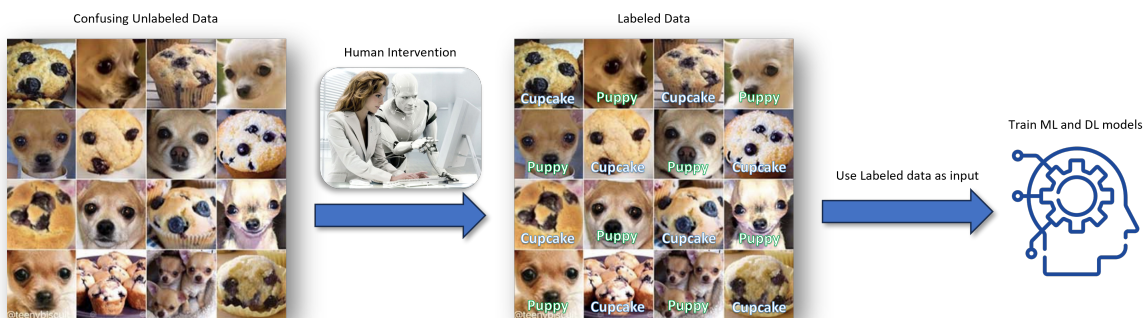 Confusing Unlabeled Data
Human Intervention
Labeled Data
Cupcake Puppy Cupcake Puppy
Puppy Cupcake Puppy Cupcake
Cupcake Puppy Cupcake Puppy
Puppy Cupcake Puppy Cupcake
Use Labeled data as input
Train ML and DL models